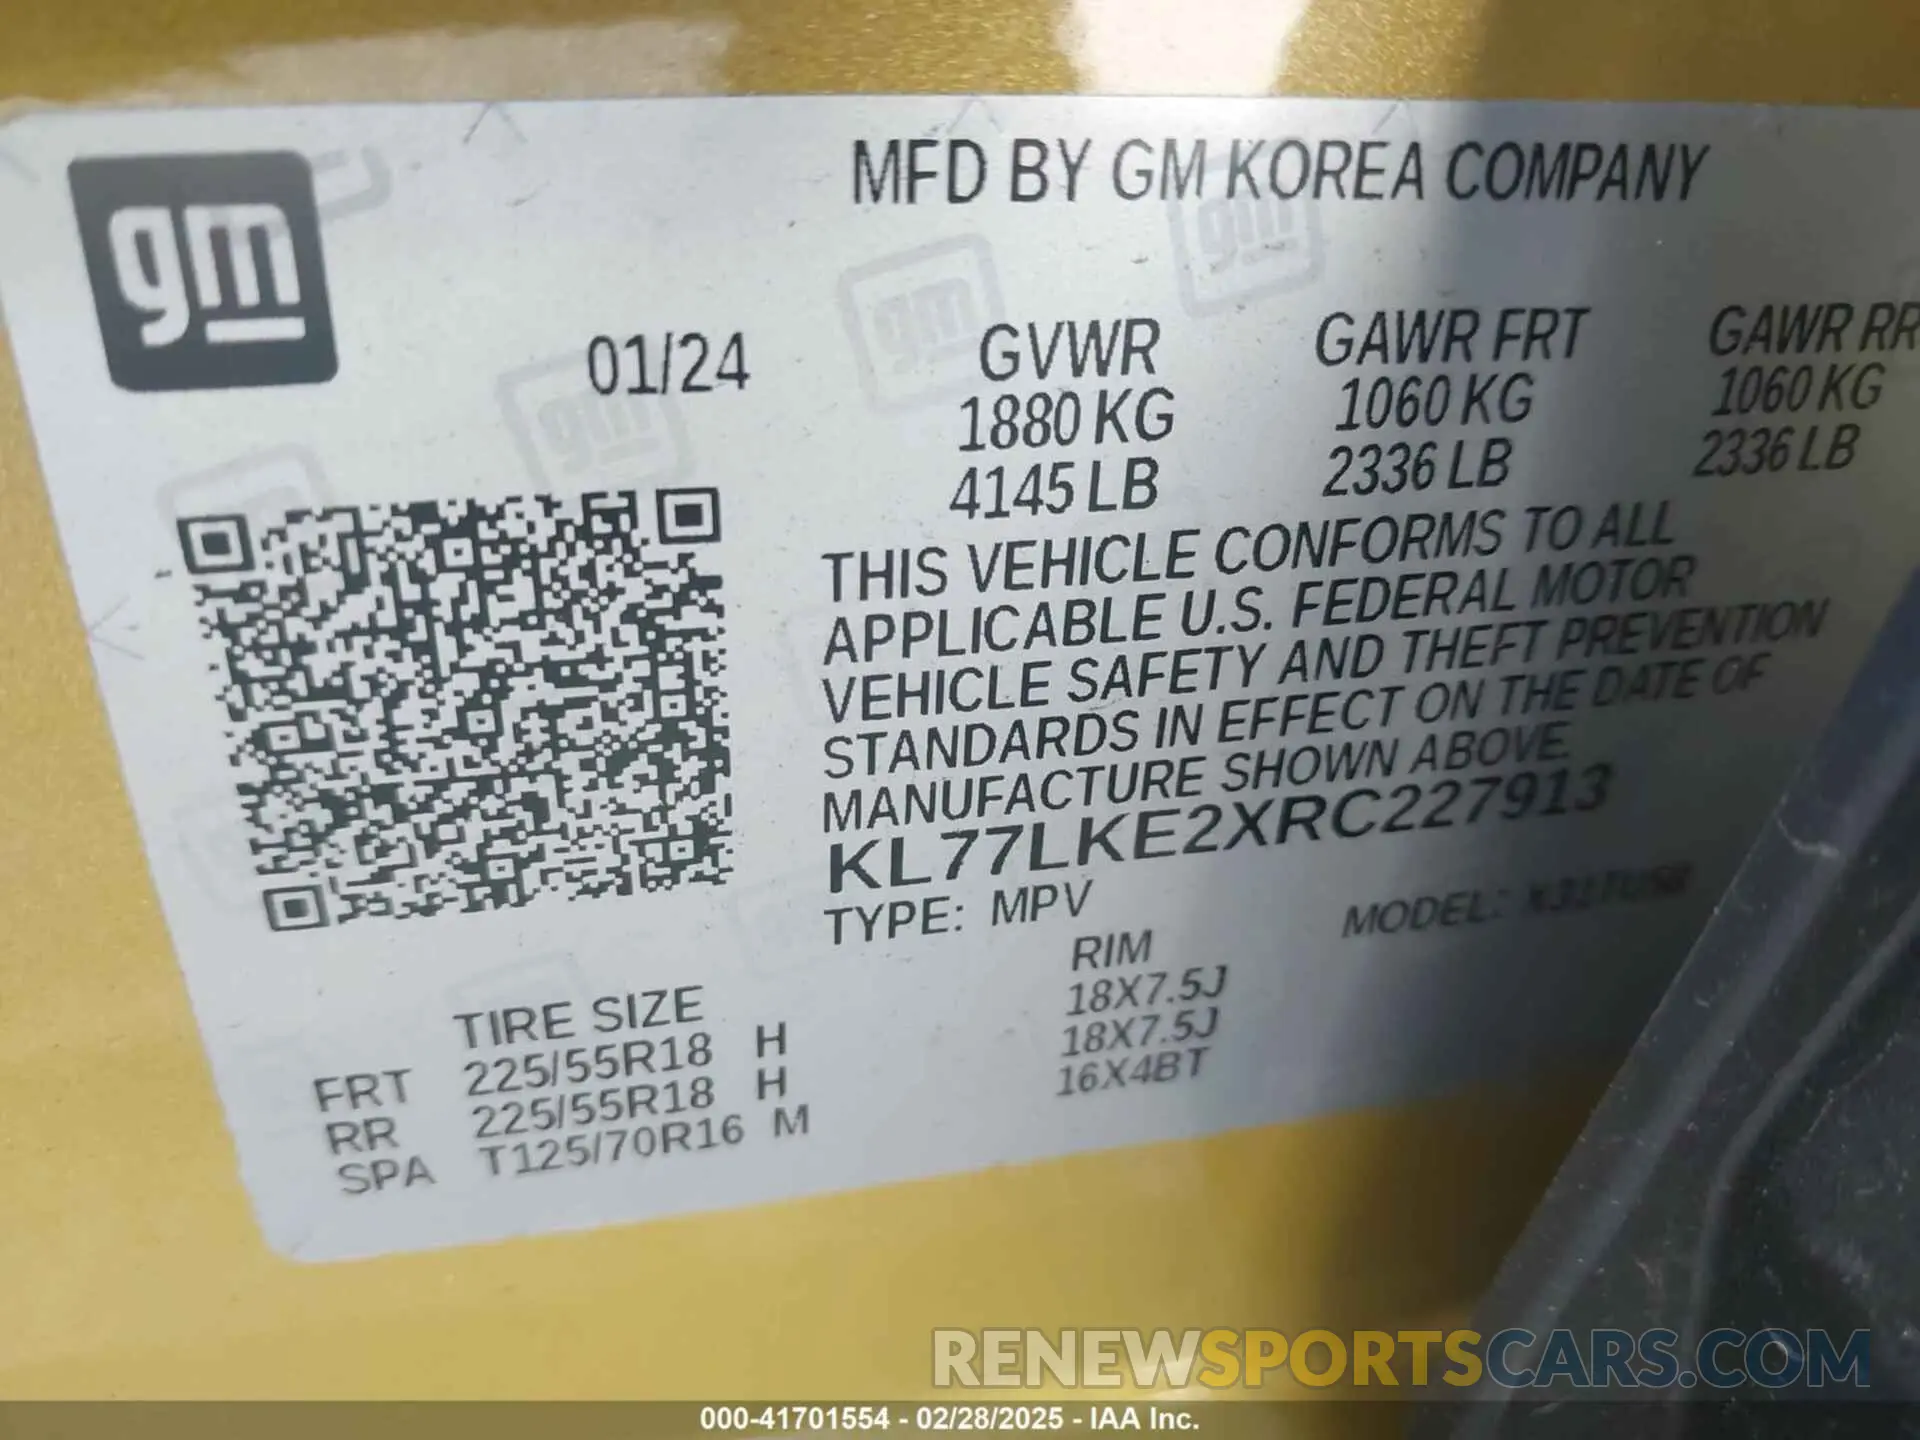 gm
MFD BY GM KOREA COMPANY
01/24
GVWR GAWR FRT GAWR RR
1880 KG 1060 KG 1060 KG
4145 LB 2336 LB 2336 LB
THIS VEHICLE CONFORMS TO ALL
APPLICABLE U.S. FEDERAL MOTOR
VEHICLE SAFETY AND THEFT PREVENTION
STANDARDS IN EFFECT ON THE DATE OF
MANUFACTURE SHOWN ABOVE.
KL77LKE2XRC227913
TYPE: MPV MODEL:
TIRE SIZE RIM
FRT 225/55R18 H 18X7.5J
RR 225/55R18 H 18X7.5J
SPA T125/70R16 M 16X4BT
RENEWSPORTSCARS.COM
000-41701554 - 02/28/2025 - IAA Inc.